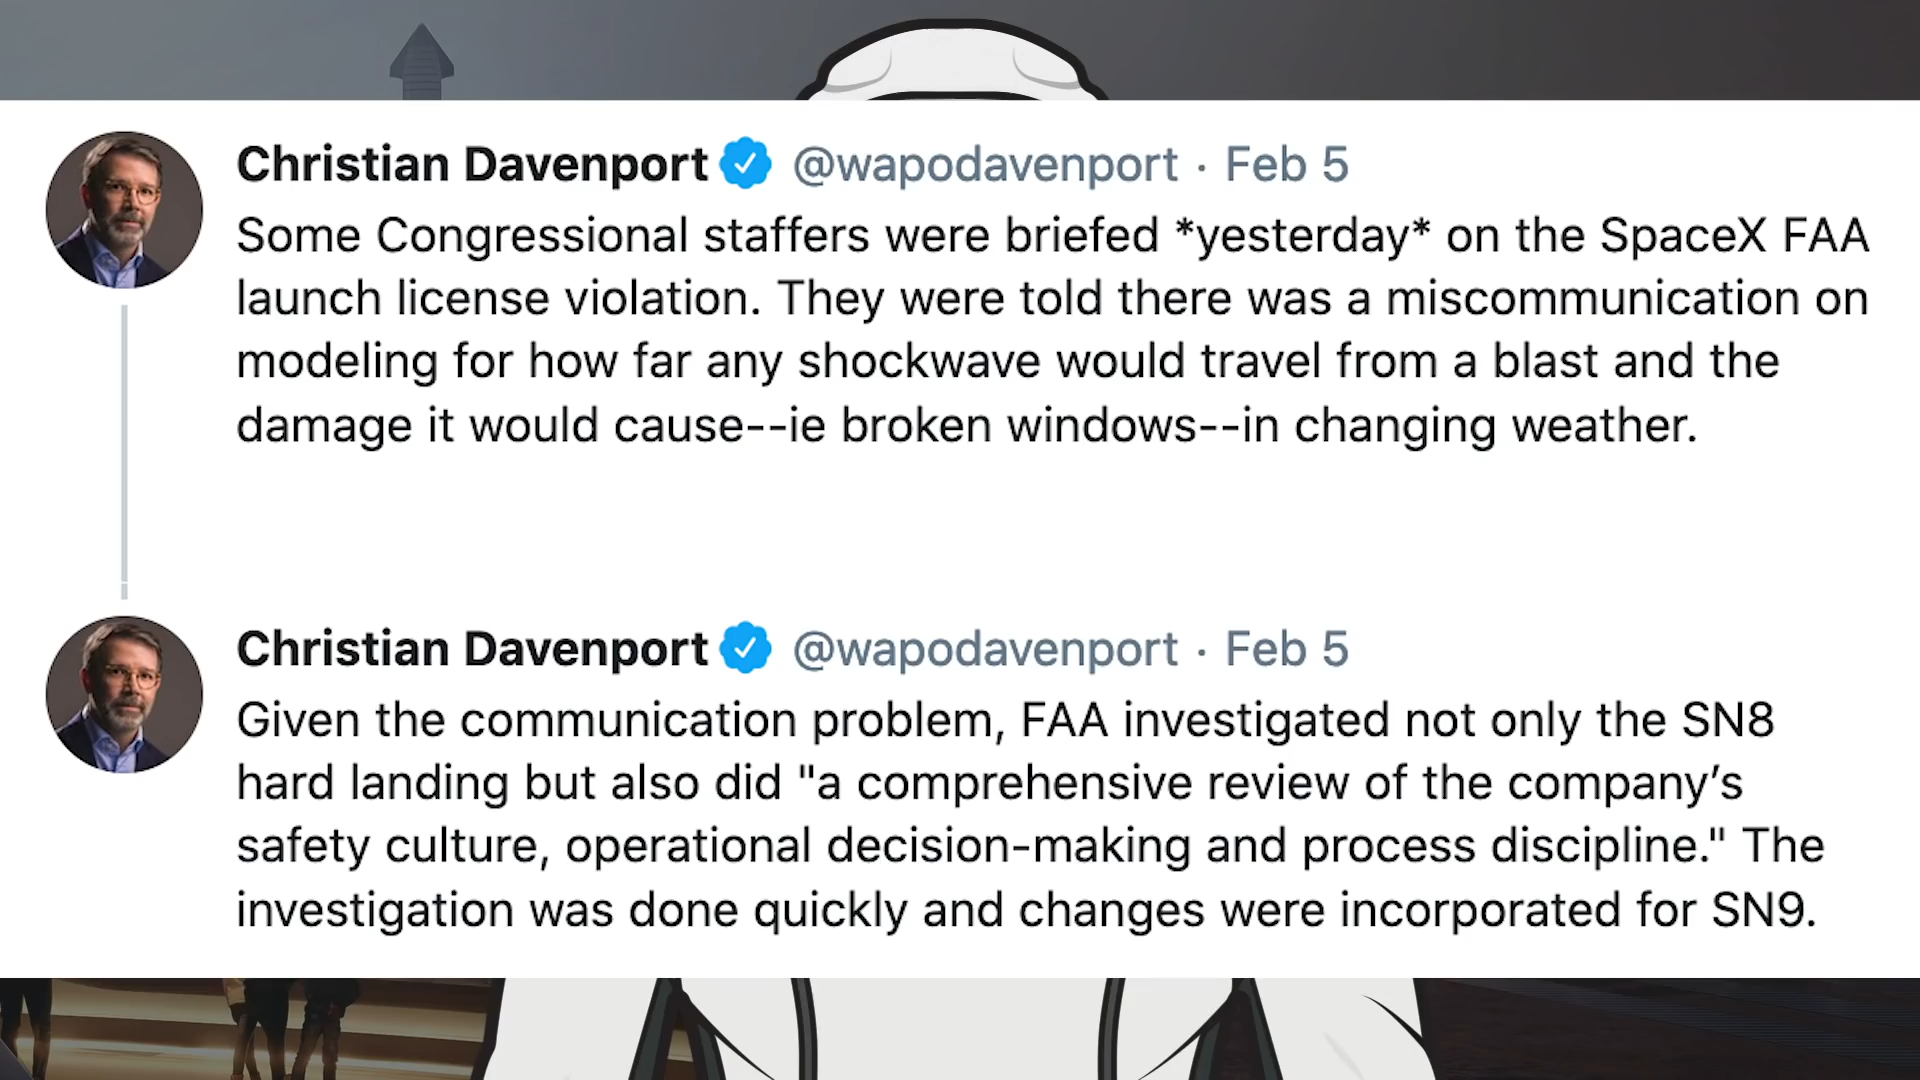 Christian Davenport @wapodavenport · Feb 5
Some Congressional staffers were briefed *yesterday* on the SpaceX FAA
launch license violation. They were told there was a miscommunication on
modeling for how far any shockwave would travel from a blast and the
damage it would cause--ie broken windows--in changing weather.
Christian Davenport @wapodavenport · Feb 5
Given the communication problem, FAA investigated not only the SN8
hard landing but also did "a comprehensive review of the company’s
safety culture, operational decision-making and process discipline." The
investigation was done quickly and changes were incorporated for SN9.